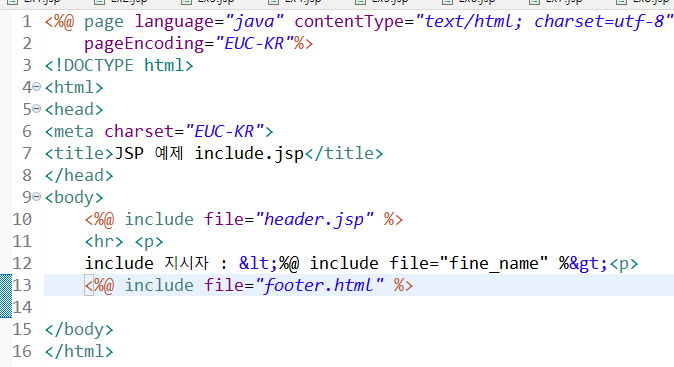 1 <%@ page language="java" contentType="text/html; charset=utf-8"
2 pageEncoding="EUC-KR"%>
3 <!DOCTYPE html>
4 <html>
5 <head>
6 <meta charset="EUC-KR">
7 <title>JSP 예제 include.jsp</title>
8 </head>
9 <body>
10 <%@ include file="header.jsp" %>
11 <hr> <p>
12 include 지시자 : &lt;%@ include file="fine_name" %&gt;<p>
13 <%@ include file="footer.html" %>
14
15 </body>
16 </html>